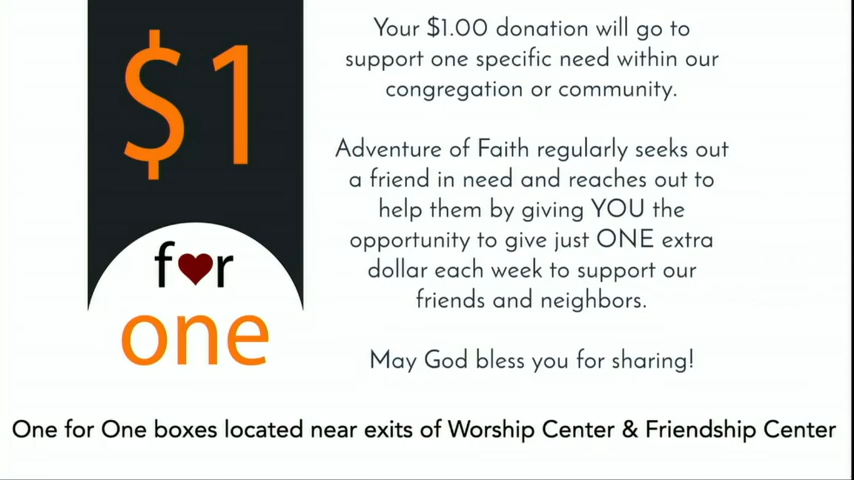 $1
for
one
Your $1.00 donation will go to
support one specific need within our
congregation or community.
Adventure of Faith regularly seeks out
a friend in need and reaches out to
help them by giving YOU the
opportunity to give just ONE extra
dollar each week to support our
friends and neighbors.
May God bless you for sharing!
One for One boxes located near exits of Worship Center & Friendship Center